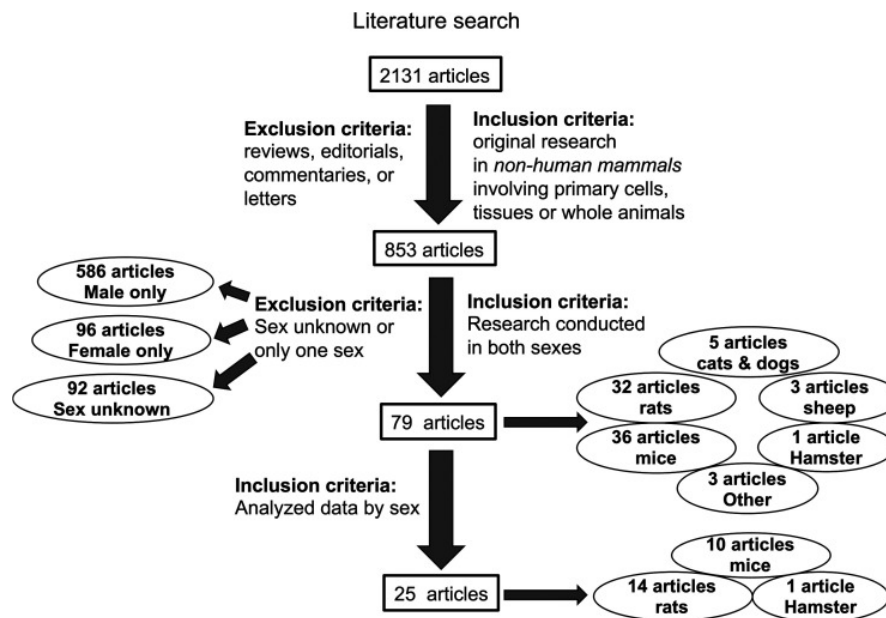 Literature search
2131 articles
Exclusion criteria:
reviews, editorials,
commentaries, or
letters
Inclusion criteria:
original research
in non-human mammals
involving primary cells,
tissues or whole animals
853 articles
586 articles
Male only
96 articles
Female only
92 articles
Sex unknown
Exclusion criteria:
Sex unknown or
only one sex
Inclusion criteria:
Research conducted
in both sexes
79 articles
5 articles
cats & dogs
32 articles
rats
3 articles
sheep
36 articles
mice
1 article
Hamster
3 articles
Other
Inclusion criteria:
Analyzed data by sex
25 articles
10 articles
mice
14 articles
rats
1 article
Hamster